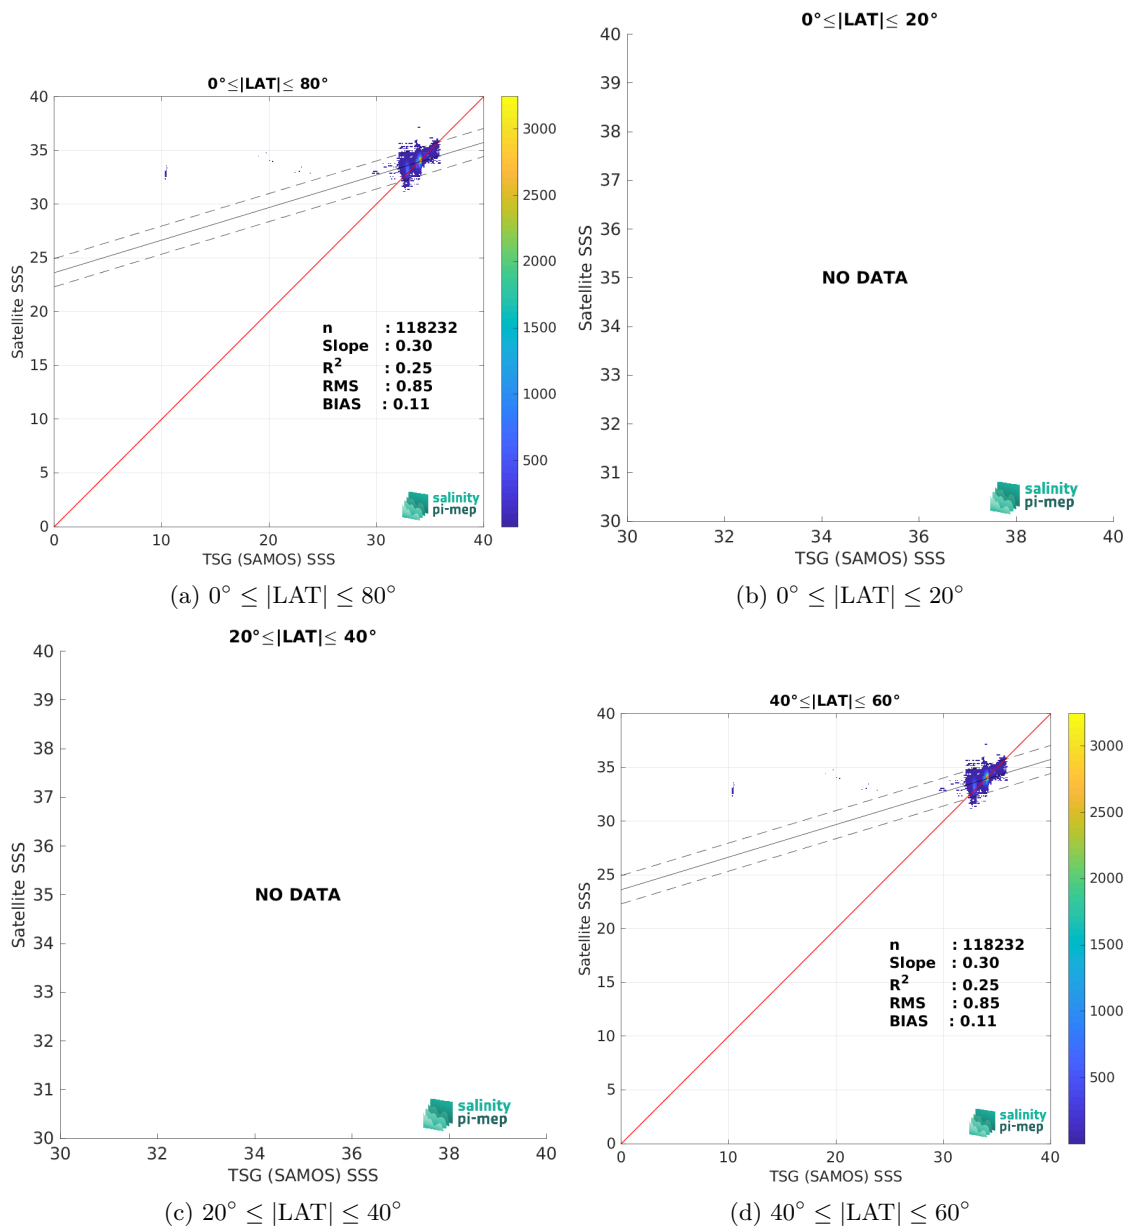 0°≤|LAT|≤ 80°
40
35
30
25
20
15
10
5
0
0
10
20
30
40
Satellite SSS
TSG (SAMOS) SSS
n : 118232
Slope : 0.30
R² : 0.25
RMS : 0.85
BIAS : 0.11
salinity
pi-mep
3000
2500
2000
1500
1000
500
(a) 0° ≤ |LAT| ≤ 80°
0°≤|LAT|≤ 20°
40
39
38
37
36
35
34
33
32
31
30
30
32
34
36
38
40
Satellite SSS
TSG (SAMOS) SSS
NO DATA
salinity
pi-mep
(b) 0° ≤ |LAT| ≤ 20°
20°≤|LAT|≤ 40°
40
39
38
37
36
35
34
33
32
31
30
30
32
34
36
38
40
Satellite SSS
TSG (SAMOS) SSS
NO DATA
salinity
pi-mep
(c) 20° ≤ |LAT| ≤ 40°
40°≤|LAT|≤ 60°
40
35
30
25
20
15
10
5
0
0
10
20
30
40
Satellite SSS
TSG (SAMOS) SSS
n : 118232
Slope : 0.30
R² : 0.25
RMS : 0.85
BIAS : 0.11
salinity
pi-mep
3000
2500
2000
1500
1000
500
(d) 40° ≤ |LAT| ≤ 60°